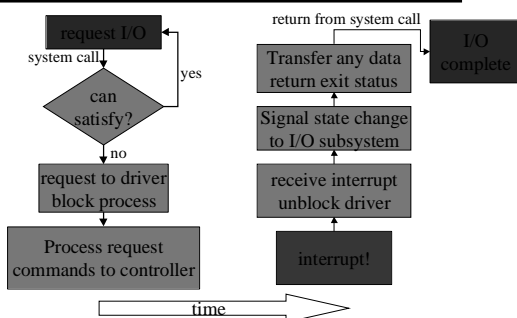 request I/O
system call
yes
can
satisfy?
no
request to driver
block process
Process request
commands to controller
return from system call
I/O
complete
Transfer any data
return exit status
Signal state change
to I/O subsystem
receive interrupt
unblock driver
interrupt!
time